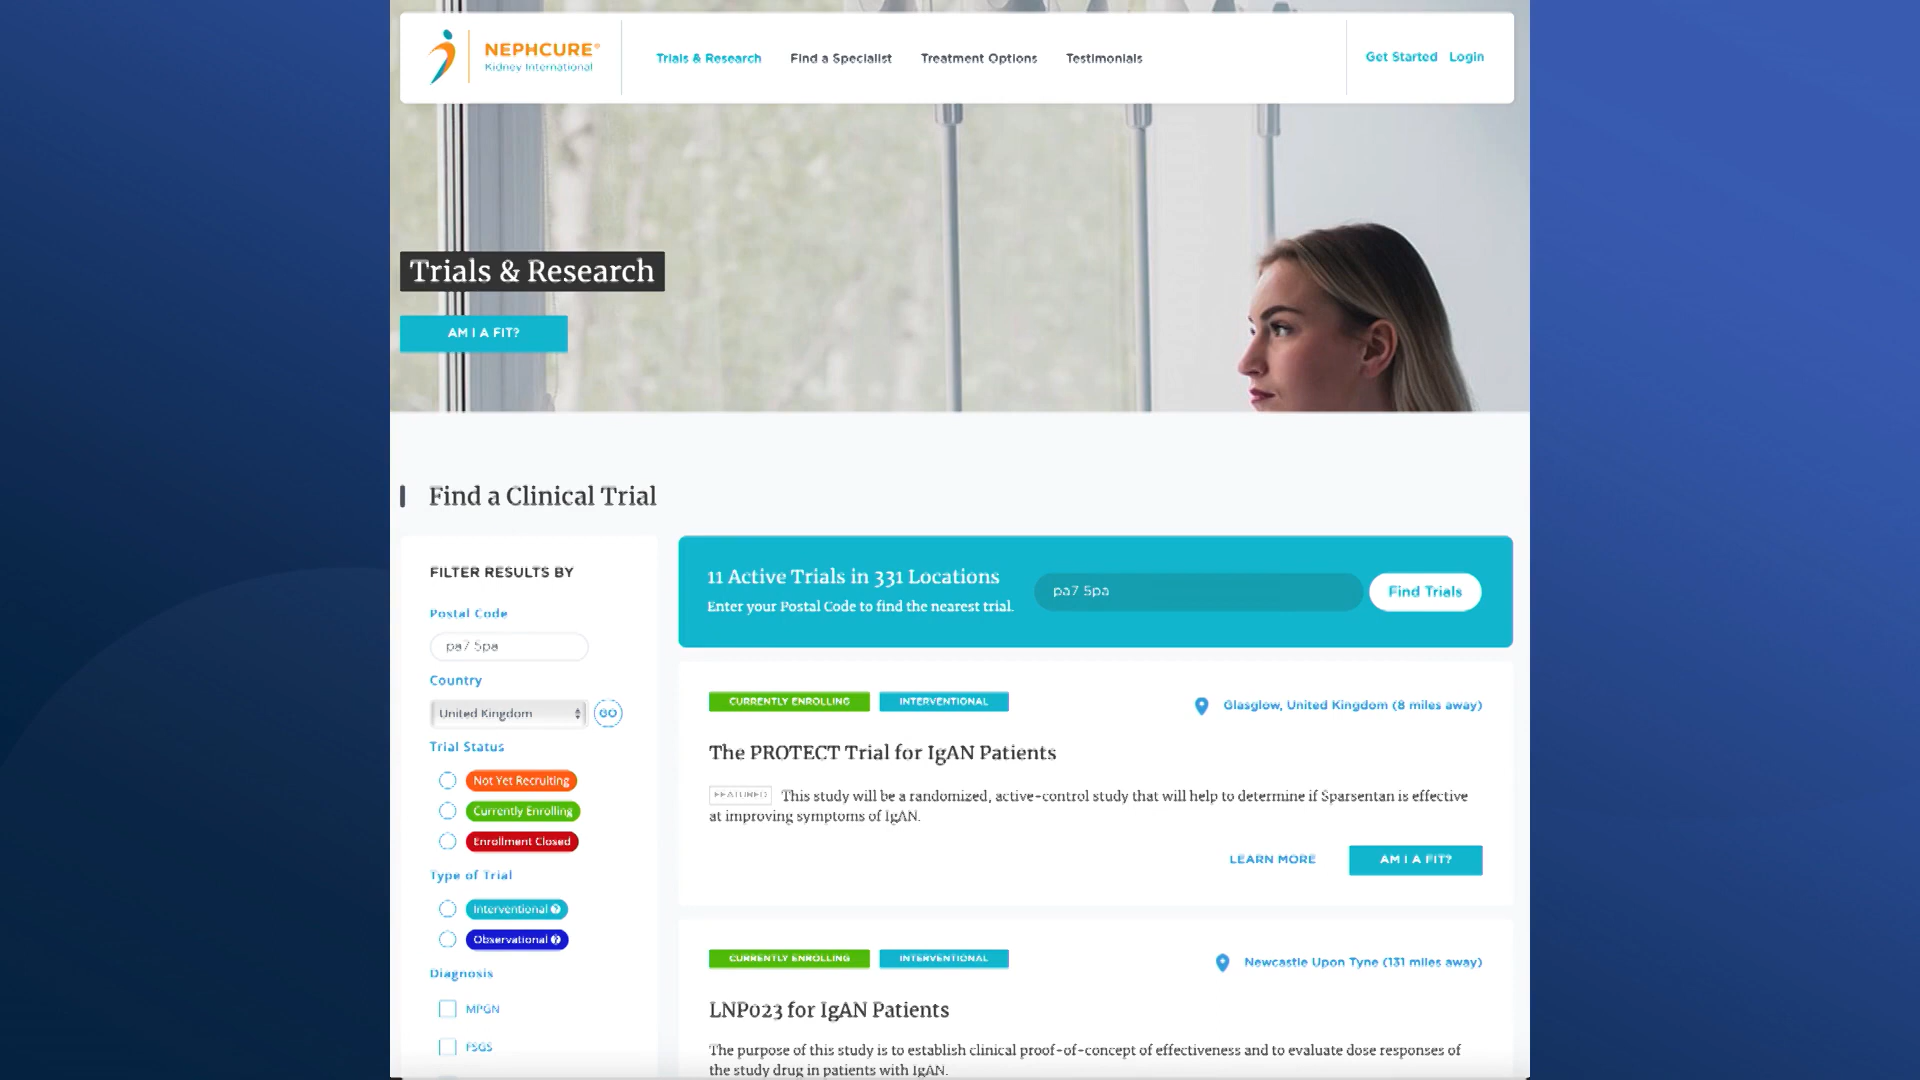 NEPHCURE®
Kidney International
Trials & Research
Find a Specialist
Treatment Options
Testimonials
Get Started
Login
Trials & Research
AM I A FIT?
Find a Clinical Trial
FILTER RESULTS BY
Postal Code
pa7 5pa
Country
United Kingdom
GO
Trial Status
Not Yet Recruiting
Currently Enrolling
Enrollment Closed
Type of Trial
Interventional ?
Observational ?
Diagnosis
MPGN
FSGS
11 Active Trials in 331 Locations
Enter your Postal Code to find the nearest trial.
pa7 5pa
Find Trials
CURRENTLY ENROLLING
INTERVENTIONAL
Glasglow, United Kingdom (8 miles away)
The PROTECT Trial for IgAN Patients
FEATURED This study will be a randomized, active-control study that will help to determine if Sparsentan is effective
at improving symptoms of IgAN.
LEARN MORE
AM I A FIT?
CURRENTLY ENROLLING
INTERVENTIONAL
Newcastle Upon Tyne (131 miles away)
LNP023 for IgAN Patients
The purpose of this study is to establish clinical proof-of-concept of effectiveness and to evaluate dose responses of
the study drug in patients with IgAN.